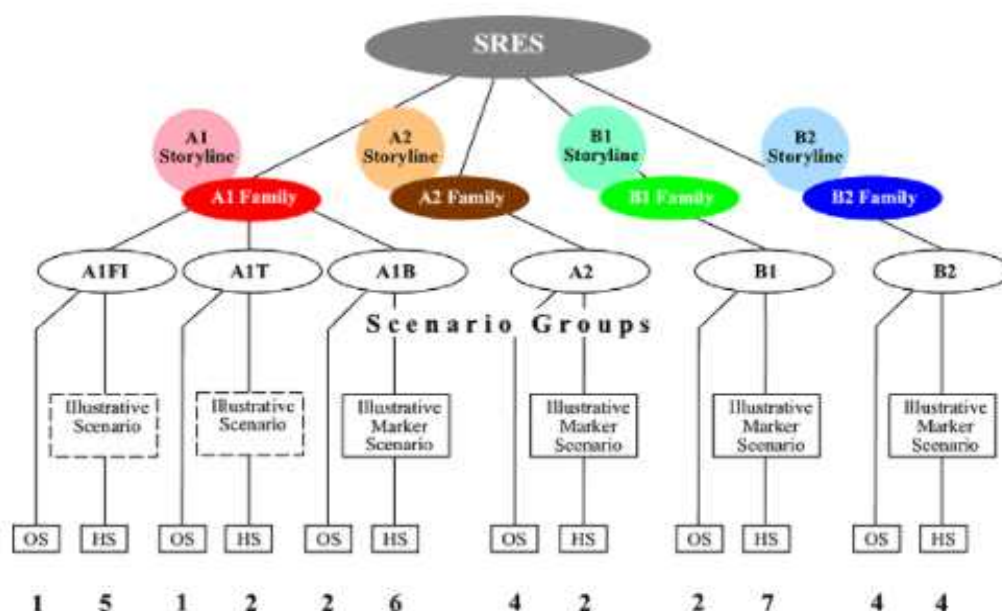 SRES
A1
Storyline
A2
Storyline
B1
Storyline
B2
Storyline
A1 Family
A2 Family
B1 Family
B2 Family
A1FI
A1T
A1B
A2
B1
B2
Scenario Groups
Illustrative
Scenario
Illustrative
Scenario
Illustrative
Marker
Scenario
Illustrative
Marker
Scenario
Illustrative
Marker
Scenario
Illustrative
Marker
Scenario
OS HS OS HS OS HS OS HS OS HS OS HS
1 5 1 2 2 6 4 2 2 7 4 4